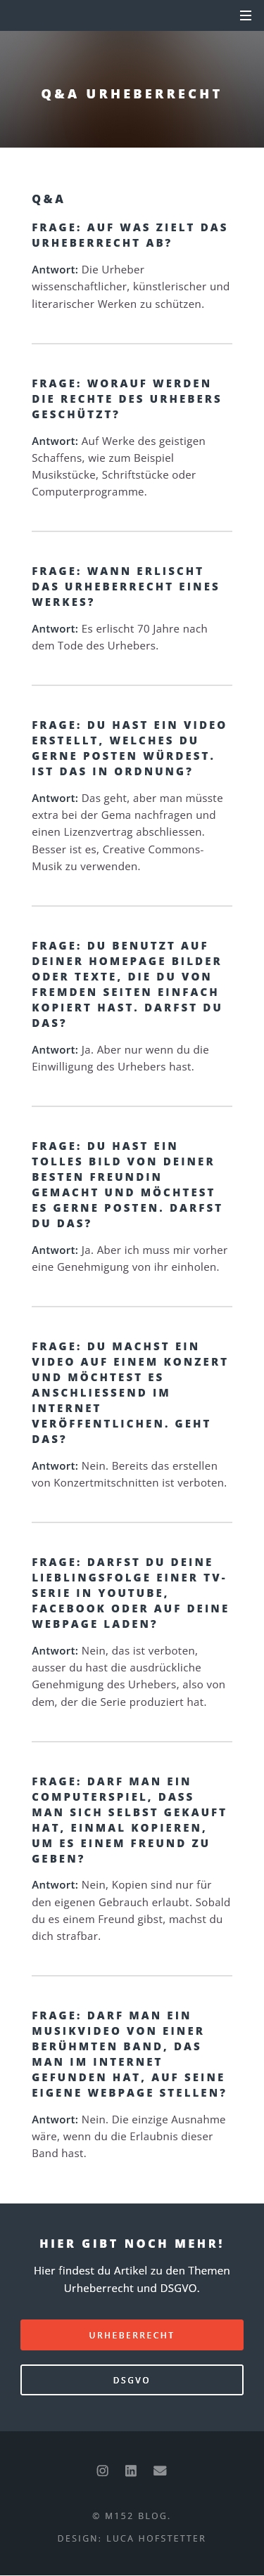 Q&A URHEBERRECHT
Q&A
FRAGE: AUF WAS ZIELT DAS
URHEBERRECHT AB?
Antwort: Die Urheber
wissenschaftlicher, künstlerischer und
literarischer Werken zu schützen.
FRAGE: WORAUF WERDEN
DIE RECHTE DES URHEBERS
GESCHÜTZT?
Antwort: Auf Werke des geistigen
Schaffens, wie zum Beispiel
Musikstücke, Schriftstücke oder
Computerprogramme.
FRAGE: WANN ERLISCHT
DAS URHEBERRECHT EINES
WERKES?
Antwort: Es erlischt 70 Jahre nach
dem Tode des Urhebers.
FRAGE: DU HAST EIN VIDEO
ERSTELLT, WELCHES DU
GERNE POSTEN WÜRDEST.
IST DAS IN ORDNUNG?
Antwort: Das geht, aber man müsste
extra bei der Gema nachfragen und
einen Lizenzvertrag abschliessen.
Besser ist es, Creative Commons-
Musik zu verwenden.
FRAGE: DU BENUTZT AUF
DEINER HOMEPAGE BILDER
ODER TEXTE, DIE DU VON
FREMDEN SEITEN EINFACH
KOPIERT HAST. DARFST DU
DAS?
Antwort: Ja. Aber nur wenn du die
Einwilligung des Urhebers hast.
FRAGE: DU HAST EIN
TOLLES BILD VON DEINER
BESTEN FREUNDIN
GEMACHT UND MÖCHTEST
ES GERNE POSTEN. DARFST
DU DAS?
Antwort: Ja. Aber ich muss mir vorher
eine Genehmigung von ihr einholen.
FRAGE: DU MACHST EIN
VIDEO AUF EINEM KONZERT
UND MÖCHTEST ES
ANSCHLIESSEND IM
INTERNET
VERÖFFENTLICHEN. GEHT
DAS?
Antwort: Nein. Bereits das erstellen
von Konzertmitschnitten ist verboten.
FRAGE: DARFST DU DEINE
LIEBLINGSFOLGE EINER TV-
SERIE IN YOUTUBE,
FACEBOOK ODER AUF DEINE
WEBPAGE LADEN?
Antwort: Nein, das ist verboten,
ausser du hast die ausdrückliche
Genehmigung des Urhebers, also von
dem, der die Serie produziert hat.
FRAGE: DARF MAN EIN
COMPUTERSPIEL, DASS
MAN SICH SELBST GEKAUFT
HAT, EINMAL KOPIEREN,
UM ES EINEM FREUND ZU
GEBEN?
Antwort: Nein, Kopien sind nur für
den eigenen Gebrauch erlaubt. Sobald
du es einem Freund gibst, machst du
dich strafbar.
FRAGE: DARF MAN EIN
MUSIKVIDEO VON EINER
BERÜHMTEN BAND, DAS
MAN IM INTERNET
GEFUNDEN HAT, AUF SEINE
EIGENE WEBPAGE STELLEN?
Antwort: Nein. Die einzige Ausnahme
wäre, wenn du die Erlaubnis dieser
Band hast.
HIER GIBT NOCH MEHR!
Hier findest du Artikel zu den Themen
Urheberrecht und DSGVO.
URHEBERRECHT
DSGVO
© M152 BLOG.
DESIGN: LUCA HOFSTETTER